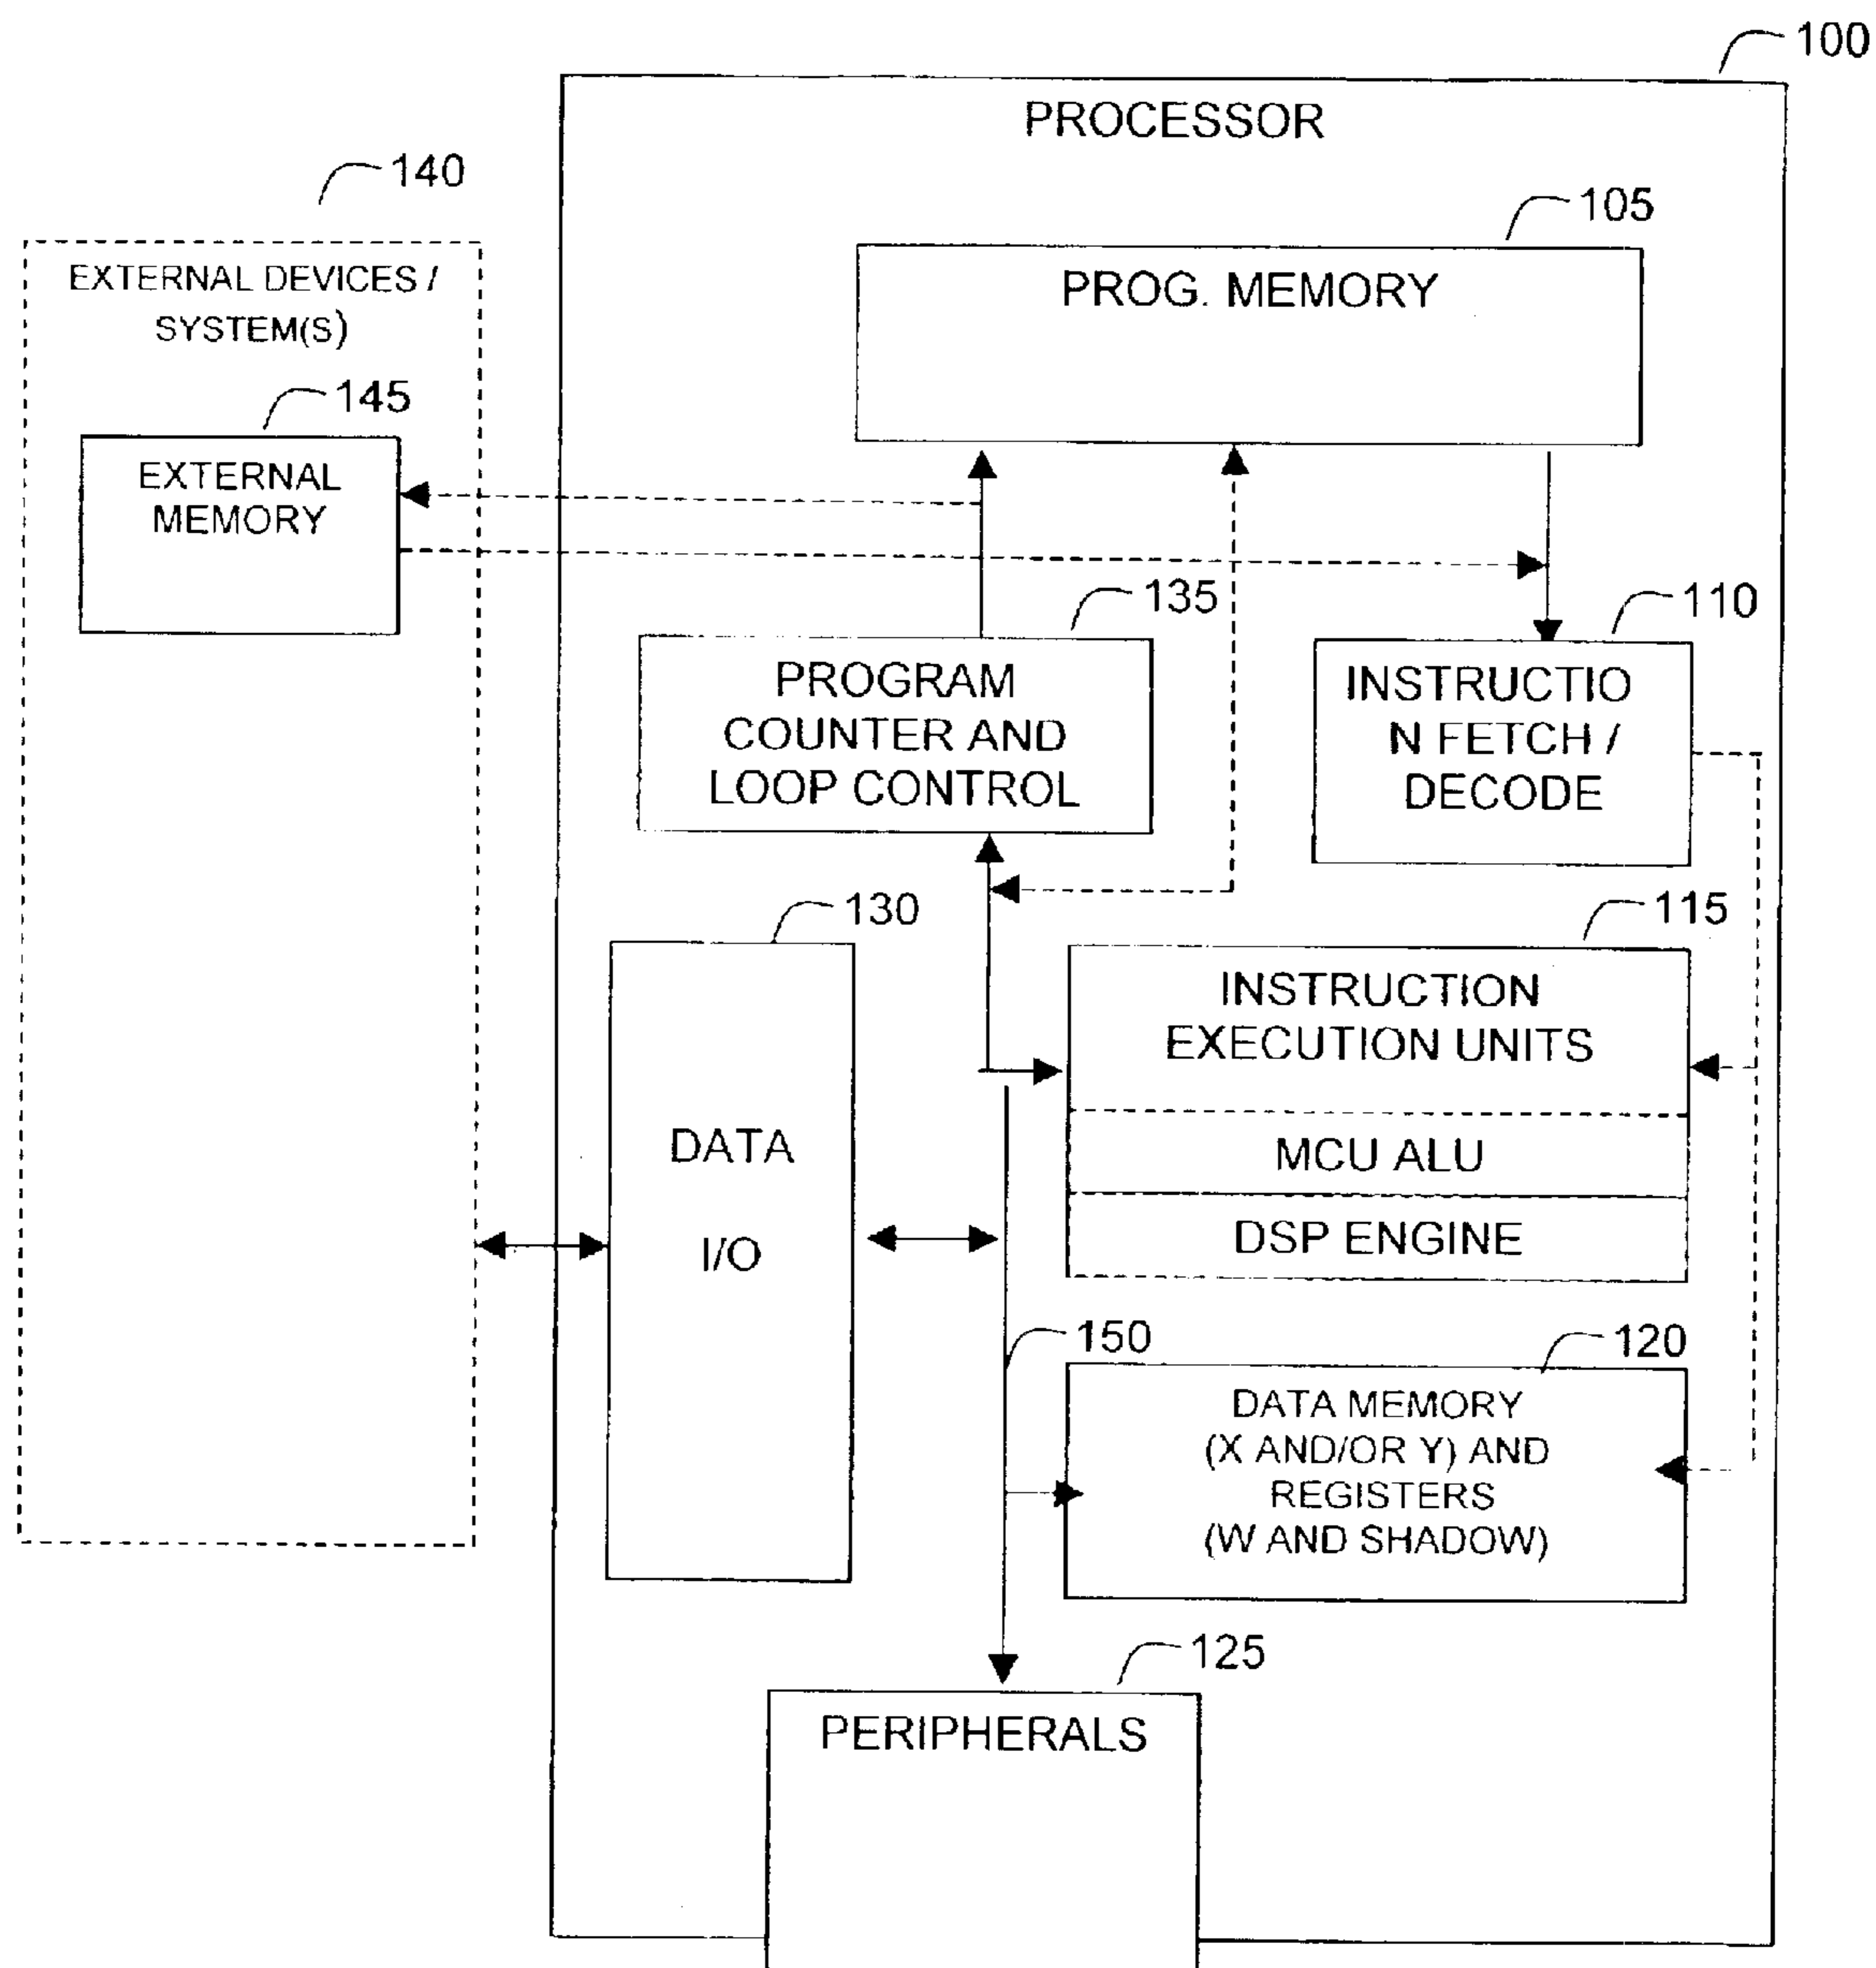 100
PROCESSOR
140
105
EXTERNAL DEVICES /
SYSTEM(S)
PROG. MEMORY
145
EXTERNAL
MEMORY
135
110
PROGRAM
COUNTER AND
LOOP CONTROL
INSTRUCTIO
N FETCH /
DECODE
130
115
INSTRUCTION
EXECUTION UNITS
DATA
I/O
MCU ALU
DSP ENGINE
150
120
DATA MEMORY
(X AND/OR Y) AND
REGISTERS
(W AND SHADOW)
125
PERIPHERALS